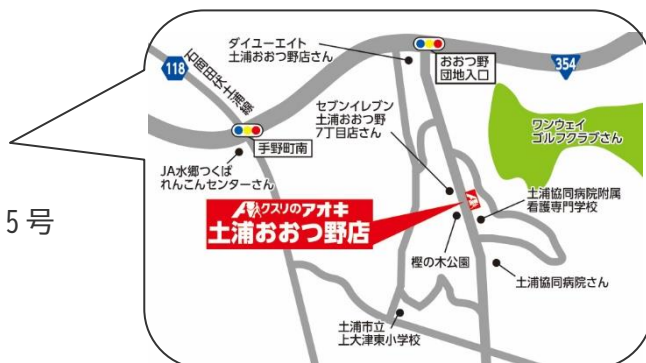 ダイユーエイト
土浦おおつ野店さん
おおつ野
団地入口
354
118
石岡田伏土浦線
セブンイレブン
土浦おおつ野
7丁目店さん
ワンウェイ
ゴルフクラブさん
手野町南
JA水郷つくば
れんこんセンターさん
クスリのアオキ
土浦おおつ野店
土浦協同病院附属
看護専門学校
5号
樫の木公園
土浦協同病院さん
土浦市立
上大津東小学校